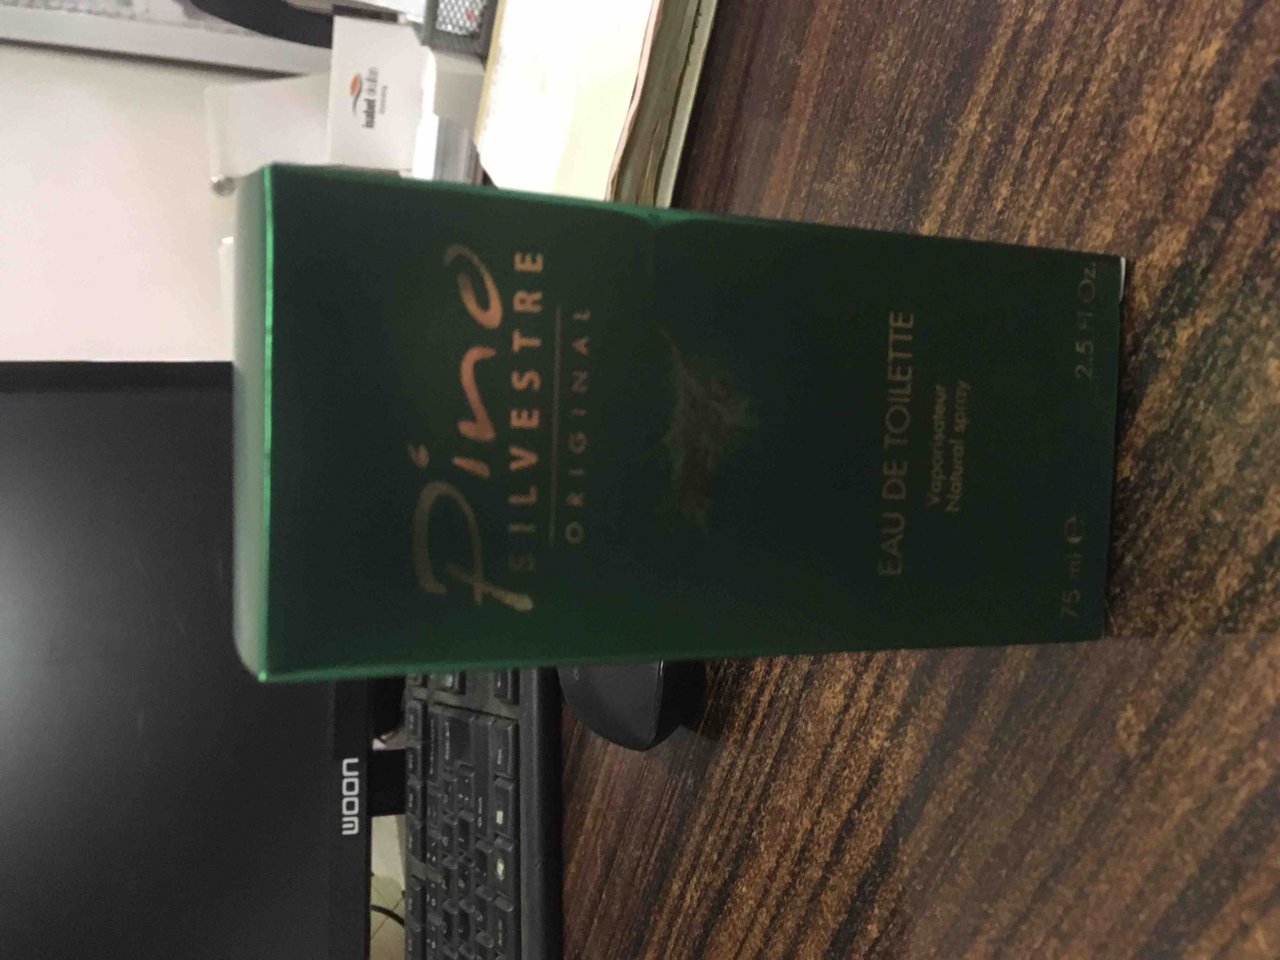 Pino
SILVESTRE
ORIGINAL
EAU DE TOILETTE
Vaporisateur
Natural spray
75 ml ℮ 2.5 Fl. Oz.
WOON